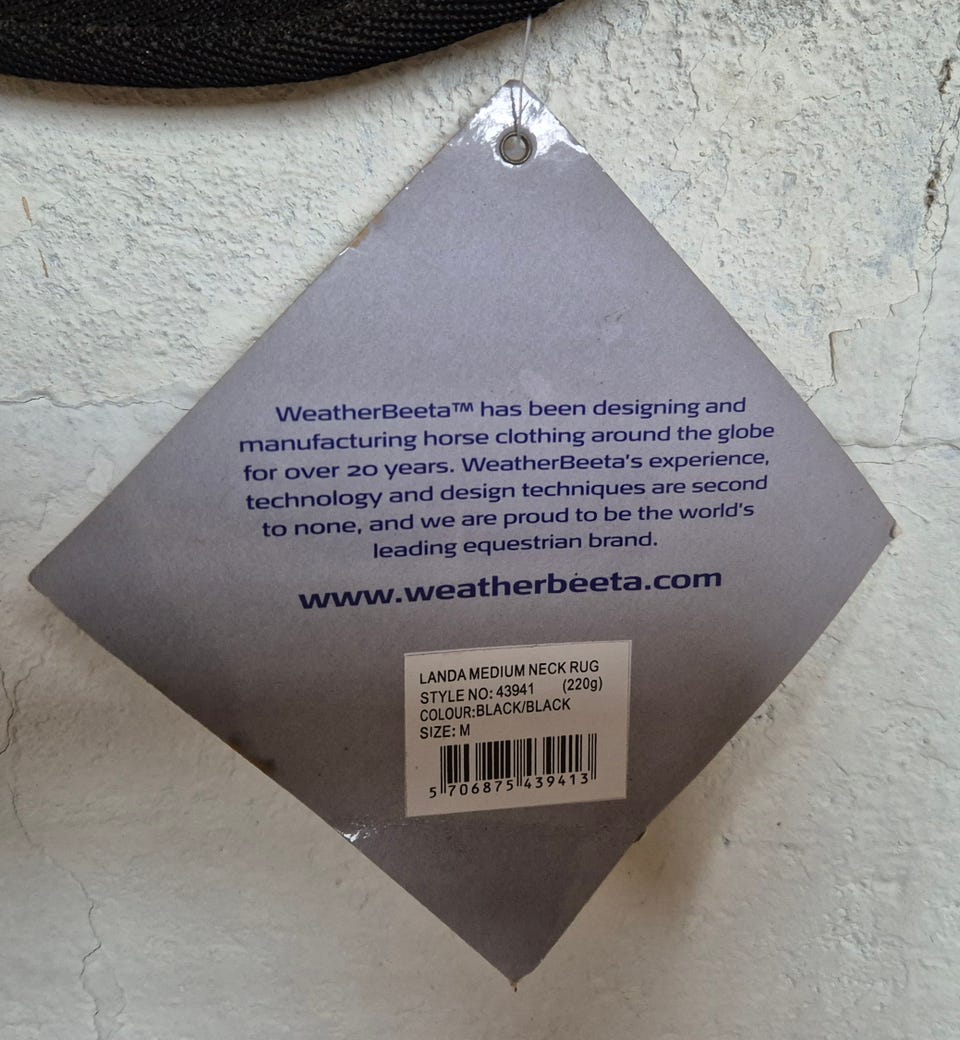 WeatherBeeta™ has been designing and
manufacturing horse clothing around the globe
for over 20 years. WeatherBeeta's experience,
technology and design techniques are second
to none, and we are proud to be the world's
leading equestrian brand.
www.weatherbeeta.com
LANDA MEDIUM NECK RUG
STYLE NO: 43941 (220g)
COLOUR:BLACK/BLACK
SIZE: M
5 706875 439413